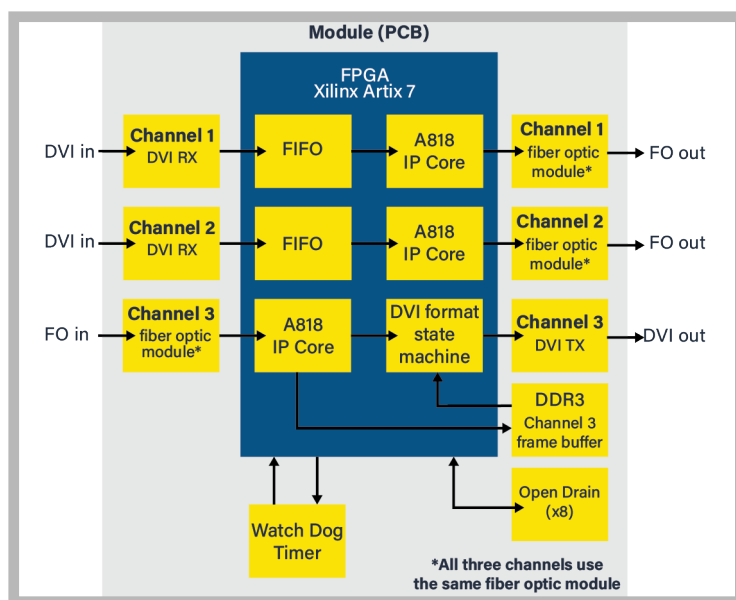 Module (PCB)
FPGA
Xilinx Artix 7
DVI in
Channel 1
DVI RX
FIFO
A818
IP Core
Channel 1
fiber optic
module*
FO out
DVI in
Channel 2
DVI RX
FIFO
A818
IP Core
Channel 2
fiber optic
module*
FO out
FO in
Channel 3
fiber optic
module*
A818
IP Core
DVI format
state
machine
Channel 3
DVI TX
DVI out
DDR3
Channel 3
frame buffer
Open Drain
(x8)
Watch Dog
Timer
*All three channels use
the same fiber optic module